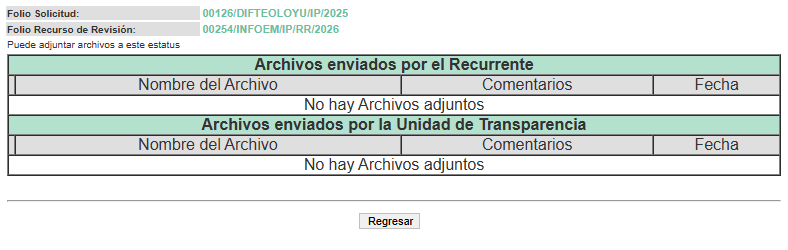 Folio Solicitud: 00126/DIFTEOLOYU/IP/2025
Folio Recurso de Revisión: 00254/INFOEM/IP/RR/2026
Puede adjuntar archivos a este estatus
Archivos enviados por el Recurrente
Nombre del Archivo Comentarios Fecha
No hay Archivos adjuntos
Archivos enviados por la Unidad de Transparencia
Nombre del Archivo Comentarios Fecha
No hay Archivos adjuntos
Regresar